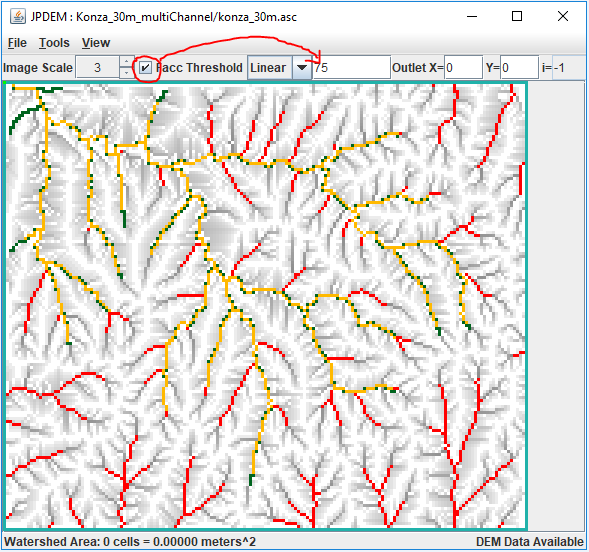 JPDEM : Konza_30m_multiChannel/konza_30m.asc
File Tools View
Image Scale 3 Facc Threshold Linear 75 Outlet X= 0 Y= 0 i= -1
Watershed Area: 0 cells = 0.00000 meters^2 DEM Data Available